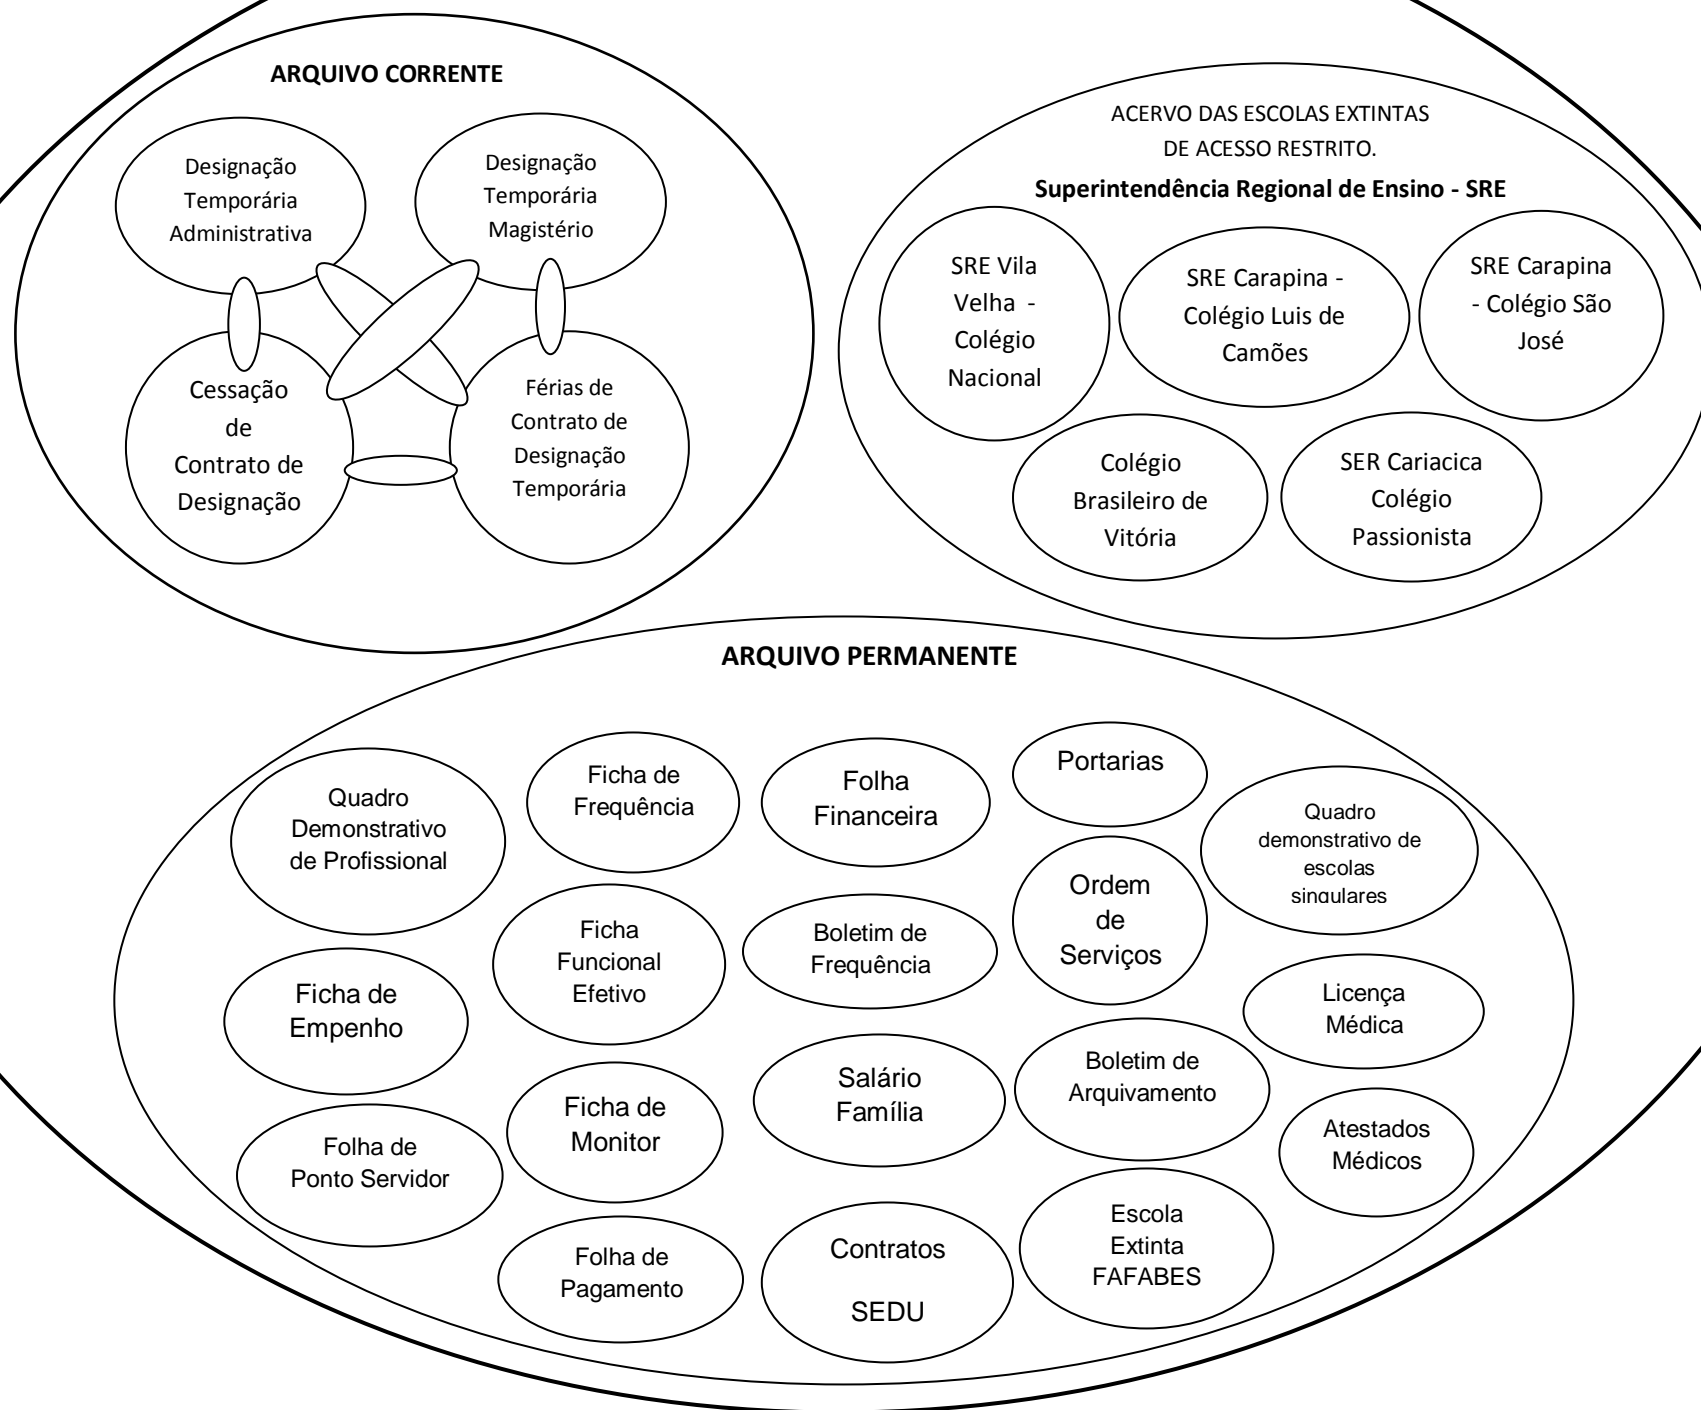 ARQUIVO CORRENTE
Designação
Temporária
Administrativa
Designação
Temporária
Magistério
Cessação
de
Contrato de
Designação
Férias de
Contrato de
Designação
Temporária
ACERVO DAS ESCOLAS EXTINTAS
DE ACESSO RESTRITO.
Superintendência Regional de Ensino - SRE
SRE Vila
Velha -
Colégio
Nacional
SRE Carapina -
Colégio Luis de
Camões
SRE Carapina
- Colégio São
José
Colégio
Brasileiro de
Vitória
SER Cariacica
Colégio
Passionista
ARQUIVO PERMANENTE
Quadro
Demonstrativo
de Profissional
Ficha de
Frequência
Folha
Financeira
Portarias
Quadro
demonstrativo de
escolas
singulares
Ficha de
Empenho
Ficha
Funcional
Efetivo
Boletim de
Frequência
Ordem
de
Serviços
Licença
Médica
Folha de
Ponto Servidor
Ficha de
Monitor
Salário
Família
Boletim de
Arquivamento
Atestados
Médicos
Folha de
Pagamento
Contratos
SEDU
Escola
Extinta
FAFABES